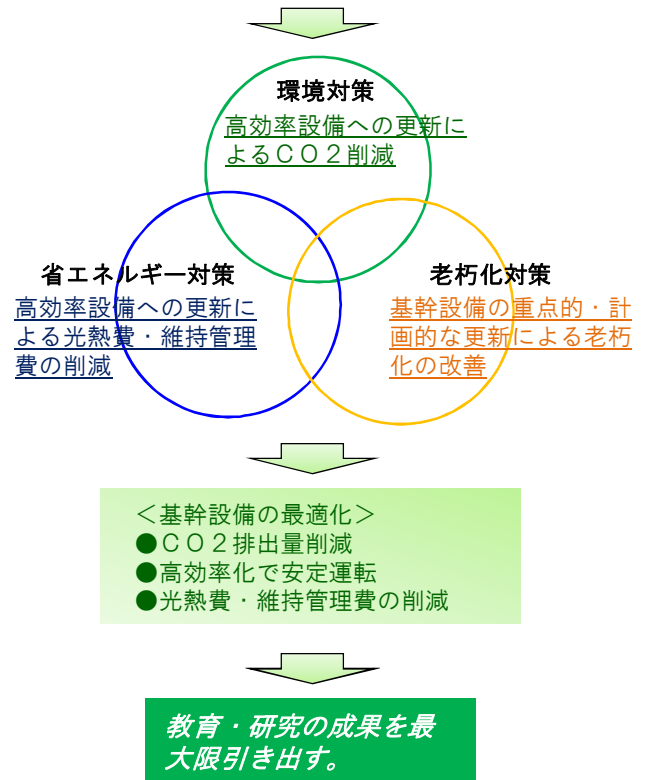 環境対策
高効率設備への更新に
よるＣＯ２削減
省エネルギー対策
高効率設備への更新に
よる光熱費・維持管理
費の削減
老朽化対策
基幹設備の重点的・計
画的な更新による老朽
化の改善
＜基幹設備の最適化＞
●ＣＯ２排出量削減
●高効率化で安定運転
●光熱費・維持管理費の削減
教育・研究の成果を最
大限引き出す。